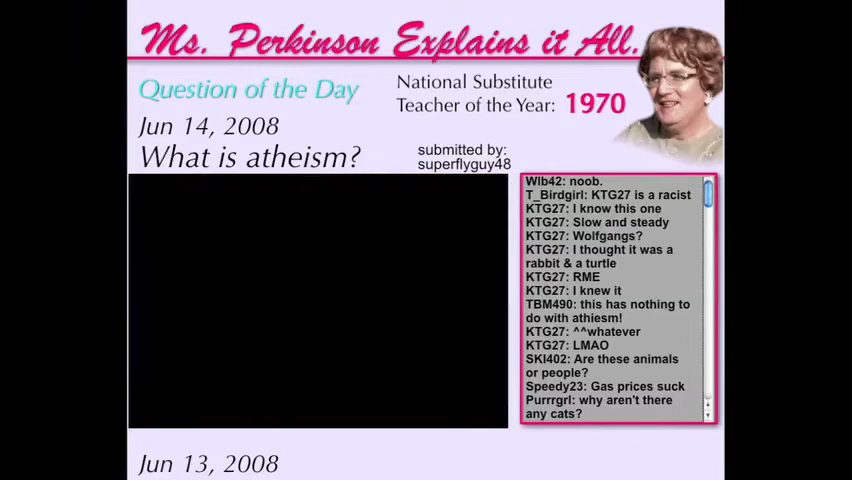 Ms. Perkinson Explains it All.
Question of the Day
National Substitute
Teacher of the Year: 1970
Jun 14, 2008
What is atheism?
submitted by:
superflyguy48
Wlb42: noob.
T_Birdgirl: KTG27 is a racist
KTG27: I know this one
KTG27: Slow and steady
KTG27: Wolfgangs?
KTG27: I thought it was a
rabbit & a turtle
KTG27: RME
KTG27: I knew it
TBM490: this has nothing to
do with athiesm!
KTG27: ^^whatever
KTG27: LMAO
SKI402: Are these animals
or people?
Speedy23: Gas prices suck
Purrrgrl: why aren't there
any cats?
Jun 13, 2008